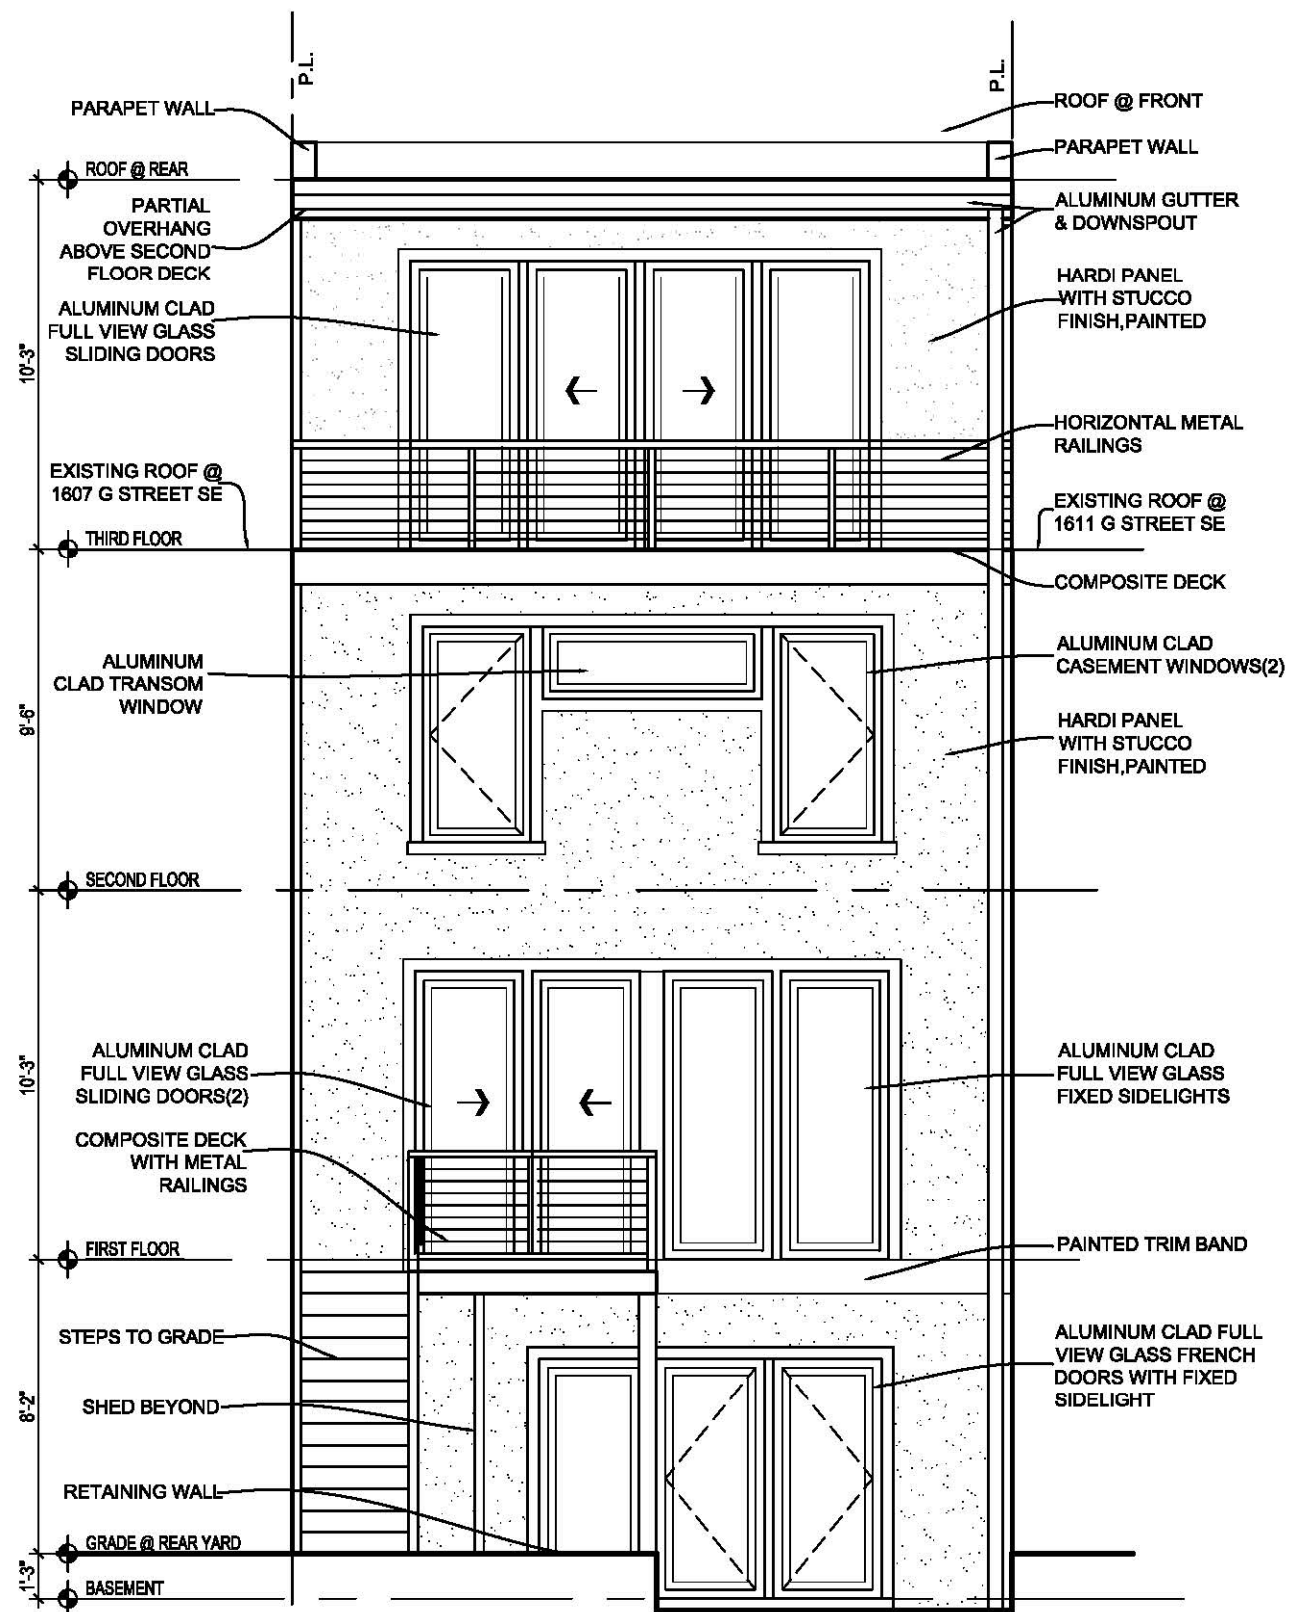 P.L.
P.L.
PARAPET WALL
ROOF @ FRONT
PARAPET WALL
ROOF @ REAR
PARTIAL
OVERHANG
ABOVE SECOND
FLOOR DECK
ALUMINUM GUTTER
& DOWNSPOUT
ALUMINUM CLAD
FULL VIEW GLASS
SLIDING DOORS
HARDI PANEL
WITH STUCCO
FINISH,PAINTED
10'-3"
HORIZONTAL METAL
RAILINGS
EXISTING ROOF @
1607 G STREET SE
EXISTING ROOF @
1611 G STREET SE
THIRD FLOOR
COMPOSITE DECK
ALUMINUM
CLAD TRANSOM
WINDOW
ALUMINUM CLAD
CASEMENT WINDOWS(2)
9'-6"
HARDI PANEL
WITH STUCCO
FINISH,PAINTED
SECOND FLOOR
10'-3"
ALUMINUM CLAD
FULL VIEW GLASS
SLIDING DOORS(2)
ALUMINUM CLAD
FULL VIEW GLASS
FIXED SIDELIGHTS
COMPOSITE DECK
WITH METAL
RAILINGS
FIRST FLOOR
PAINTED TRIM BAND
STEPS TO GRADE
ALUMINUM CLAD FULL
VIEW GLASS FRENCH
DOORS WITH FIXED
SIDELIGHT
8'-2"
SHED BEYOND
RETAINING WALL
GRADE @ REAR YARD
1'-3"
BASEMENT